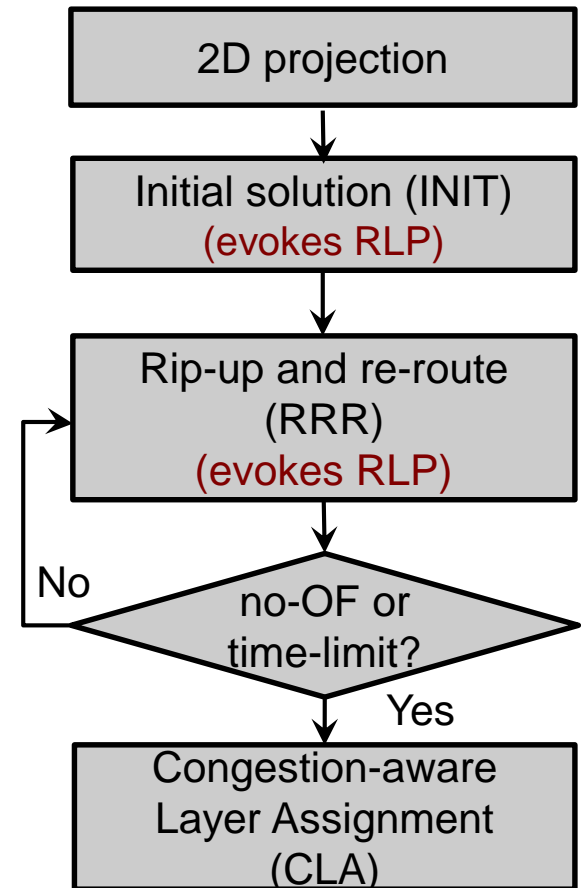 2D projection
Initial solution (INIT)
(evokes RLP)
Rip-up and re-route
(RRR)
(evokes RLP)
No
no-OF or
time-limit?
Yes
Congestion-aware
Layer Assignment
(CLA)